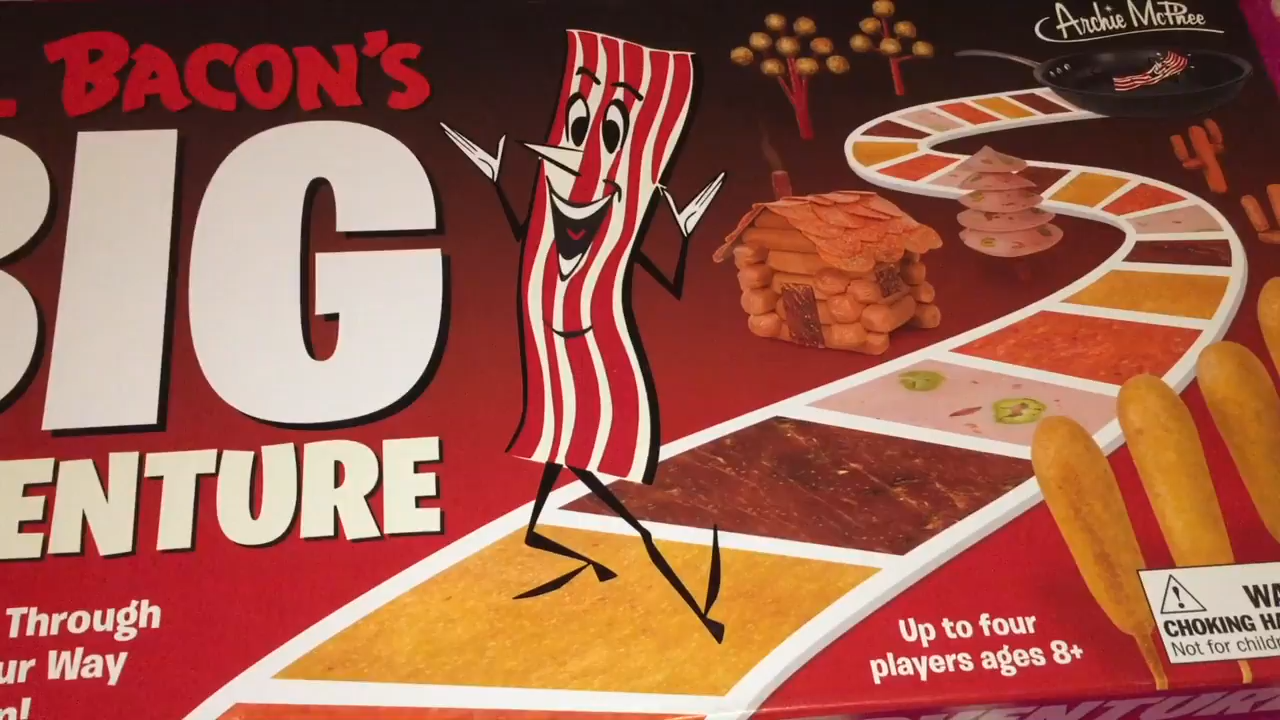 BACON'S
BIG
ENTURE
Through
ur Way
n!
Archie McPhee
Up to four
players ages 8+
WA
CHOKING HA
Not for childr